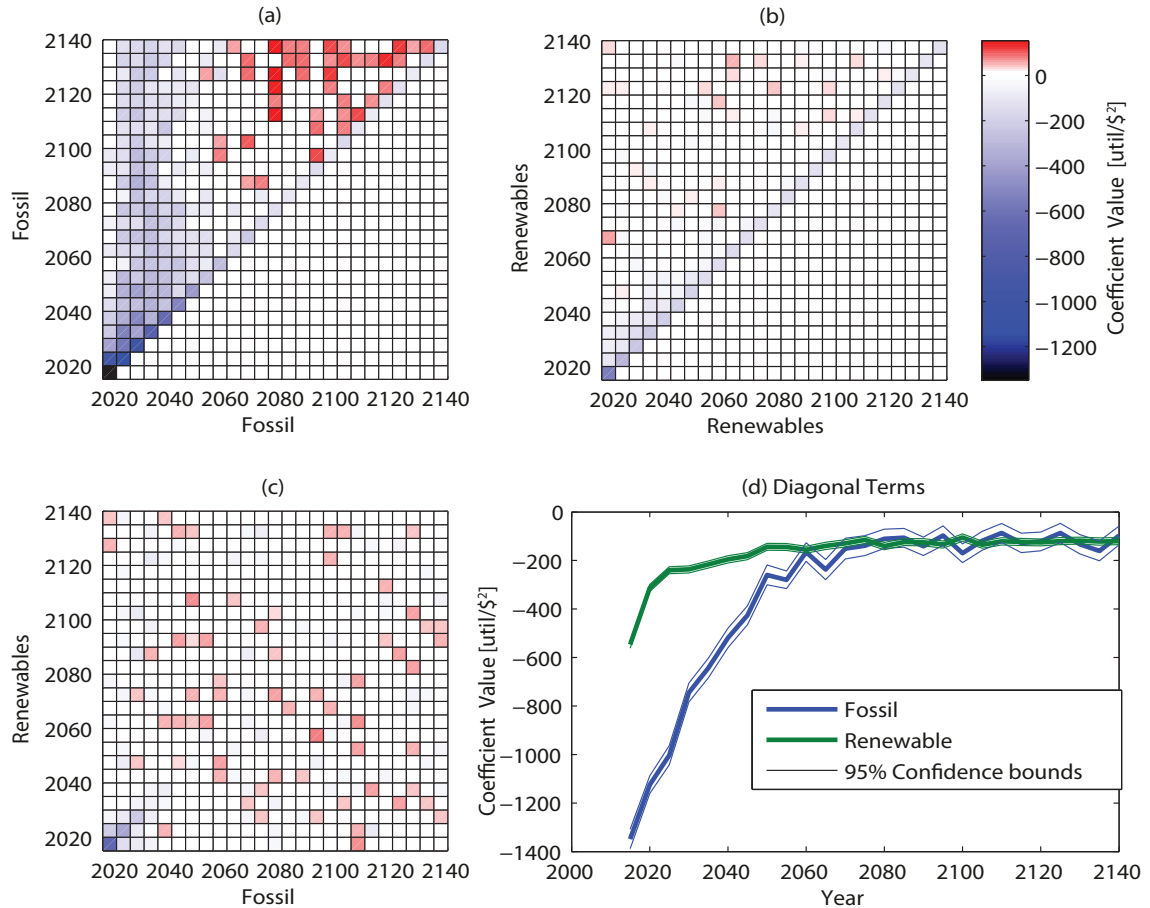 (a)
2140
2120
2100
2080
2060
2040
2020
Fossil
2020 2040 2060 2080 2100 2120 2140
Fossil
(b)
2140
2120
2100
2080
2060
2040
2020
Renewables
2020 2040 2060 2080 2100 2120 2140
Renewables
0
−200
−400
−600
−800
−1000
−1200
Coefficient Value [util/$²]
(c)
2140
2120
2100
2080
2060
2040
2020
Renewables
2020 2040 2060 2080 2100 2120 2140
Fossil
(d) Diagonal Terms
0
−200
−400
−600
−800
−1000
−1200
−1400
Coefficient Value [util/$²]
Fossil
Renewable
95% Confidence bounds
2000 2020 2040 2060 2080 2100 2120 2140
Year